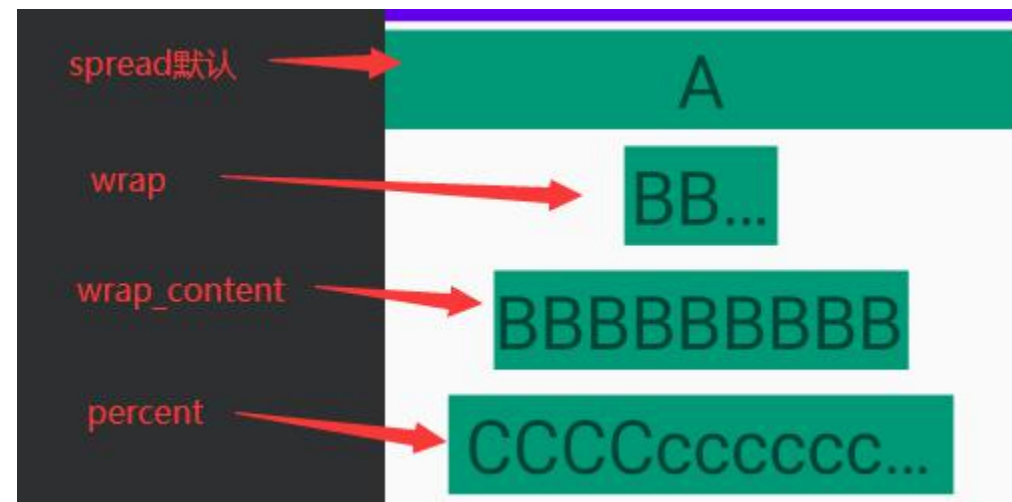 spread默认
A
wrap
BB...
wrap_content
BBBBBBBBB
percent
CCCCcccccc...